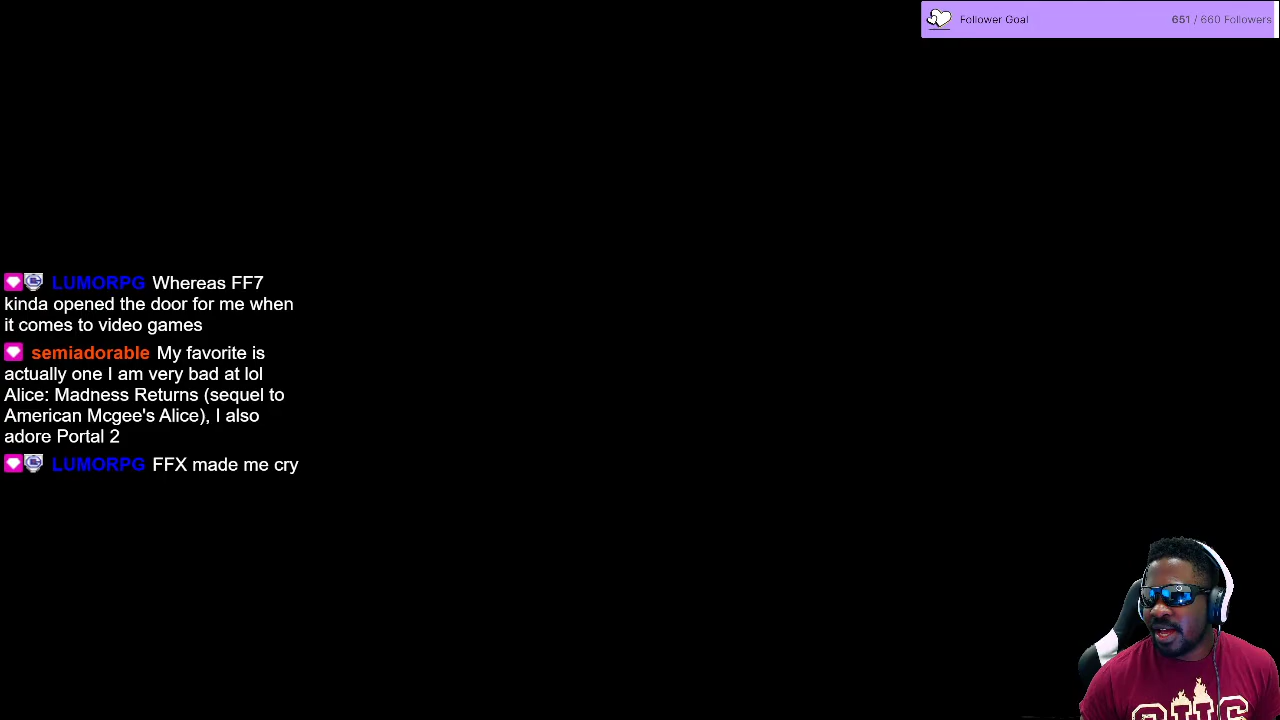 Follower Goal
651 / 660 Followers
LUMORPG Whereas FF7
kinda opened the door for me when
it comes to video games
semiadorable My favorite is
actually one I am very bad at lol
Alice: Madness Returns (sequel to
American Mcgee's Alice), I also
adore Portal 2
LUMORPG FFX made me cry